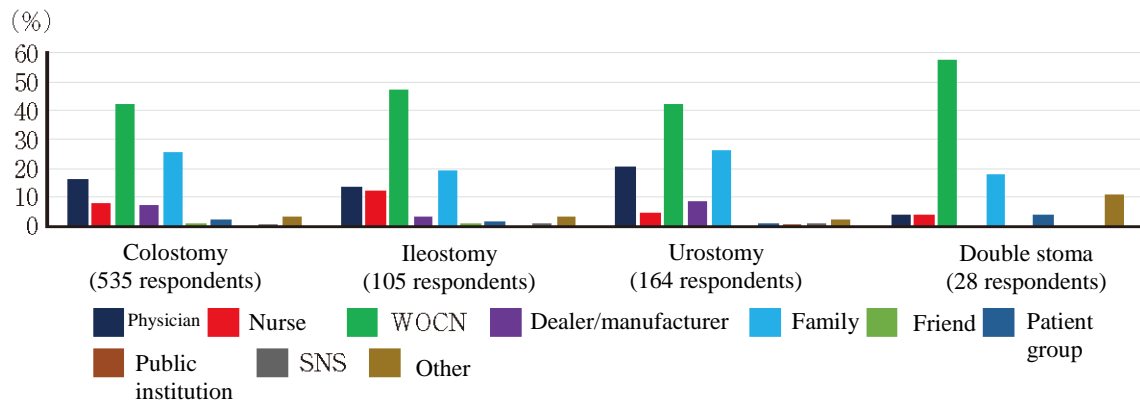 (%)
60
50
40
30
20
10
0
Colostomy
(535 respondents)
Ileostomy
(105 respondents)
Urostomy
(164 respondents)
Double stoma
(28 respondents)
Physician Nurse WOCN Dealer/manufacturer Family Friend Patient
group
Public
institution
SNS Other